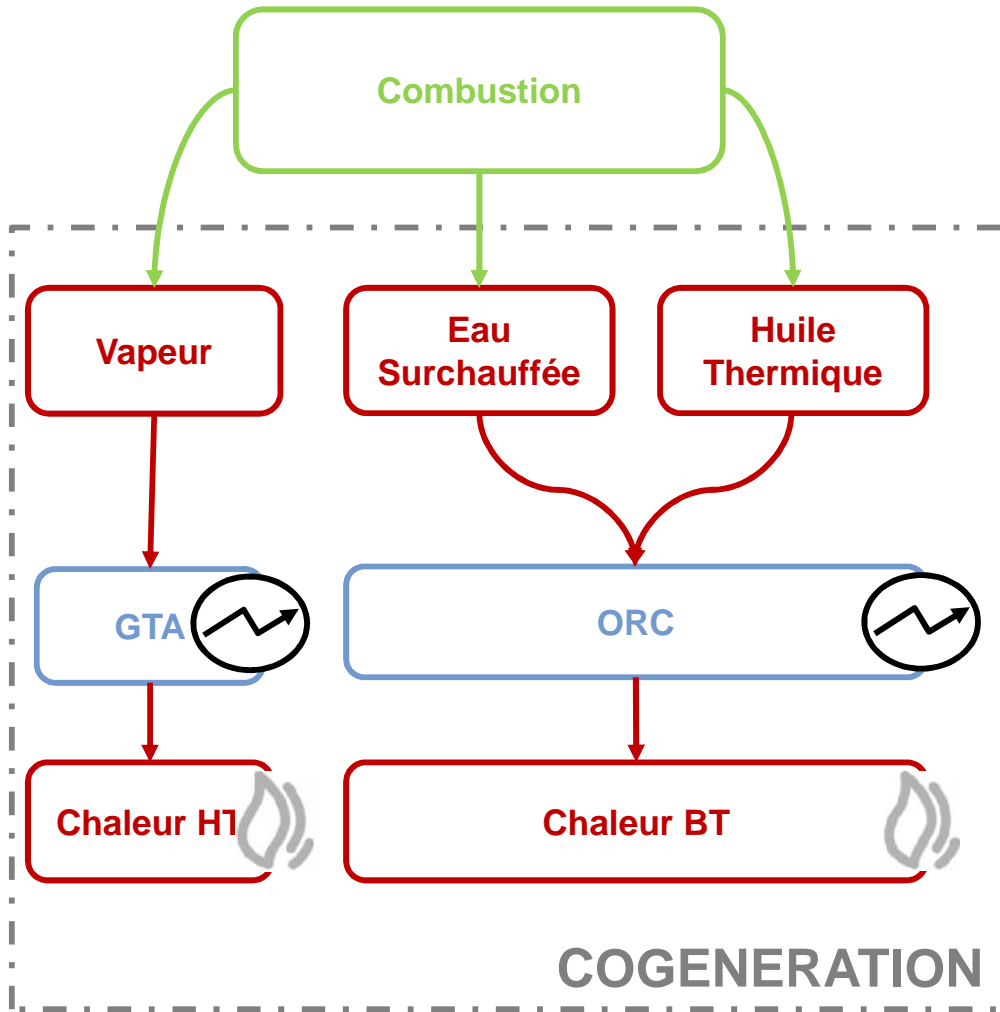 Combustion
Vapeur
Eau
Surchauffée
Huile
Thermique
GTA
ORC
Chaleur HT
Chaleur BT
COGENERATION